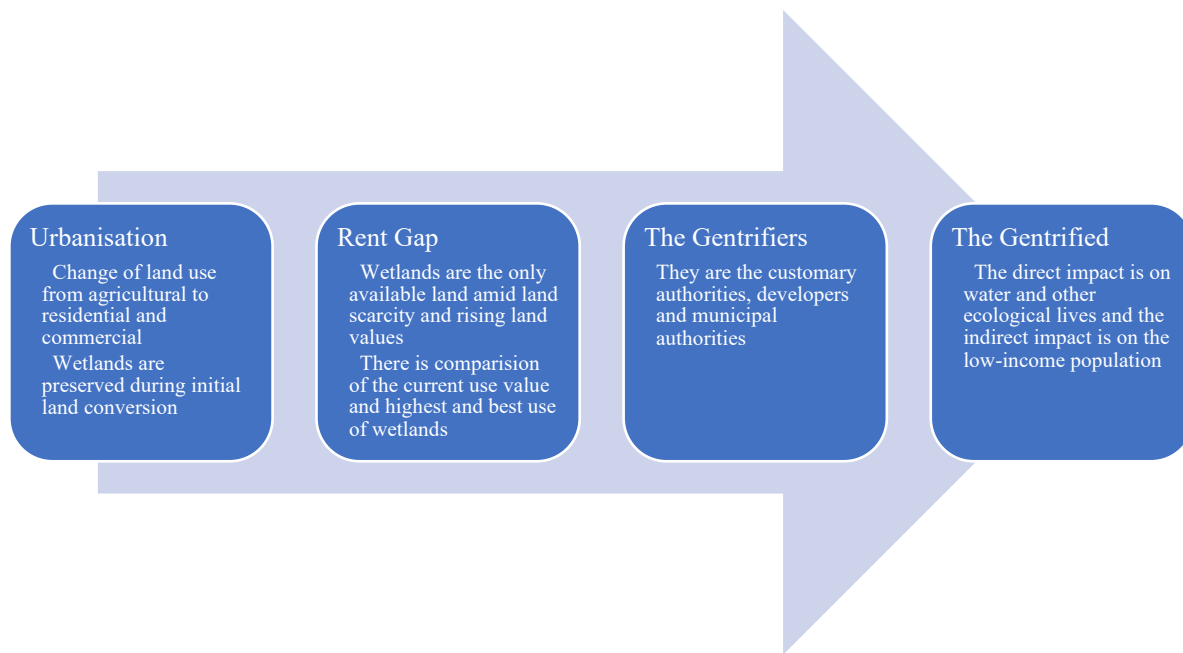 Urbanisation
Change of land use
from agricultural to
residential and
commercial
Wetlands are
preserved during initial
land conversion
Rent Gap
Wetlands are the only
available land amid land
scarcity and rising land
values
There is comparision
of the current use value
and highest and best use
of wetlands
The Gentrifiers
They are the customary
authorities, developers
and municipal
authorities
The Gentrified
The direct impact is on
water and other
ecological lives and the
indirect impact is on the
low-income population